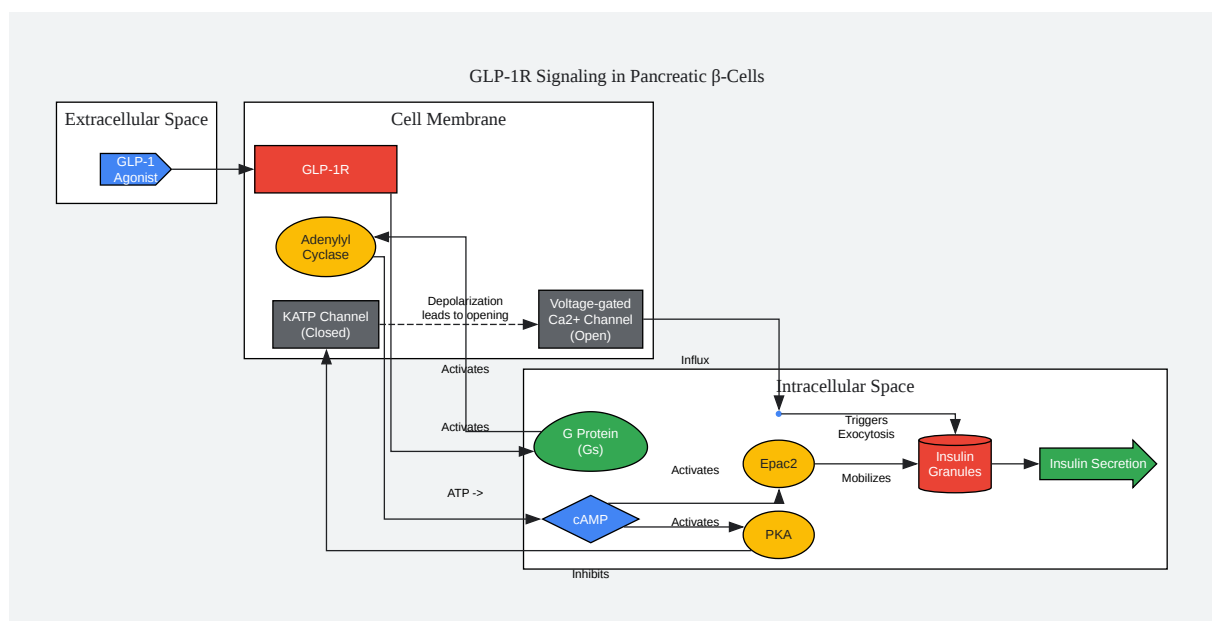 GLP-1R Signaling in Pancreatic β-Cells
Extracellular Space
GLP-1
Agonist
Cell Membrane
GLP-1R
Adenylyl
Cyclase
KATP Channel
(Closed)
Depolarization
leads to opening
Voltage-gated
Ca2+ Channel
(Open)
Activates
Influx
Intracellular Space
Activates
G Protein
(Gs)
Triggers
Exocytosis
Activates
Epac2
Mobilizes
Insulin
Granules
Insulin Secretion
ATP ->
cAMP
Activates
PKA
Inhibits